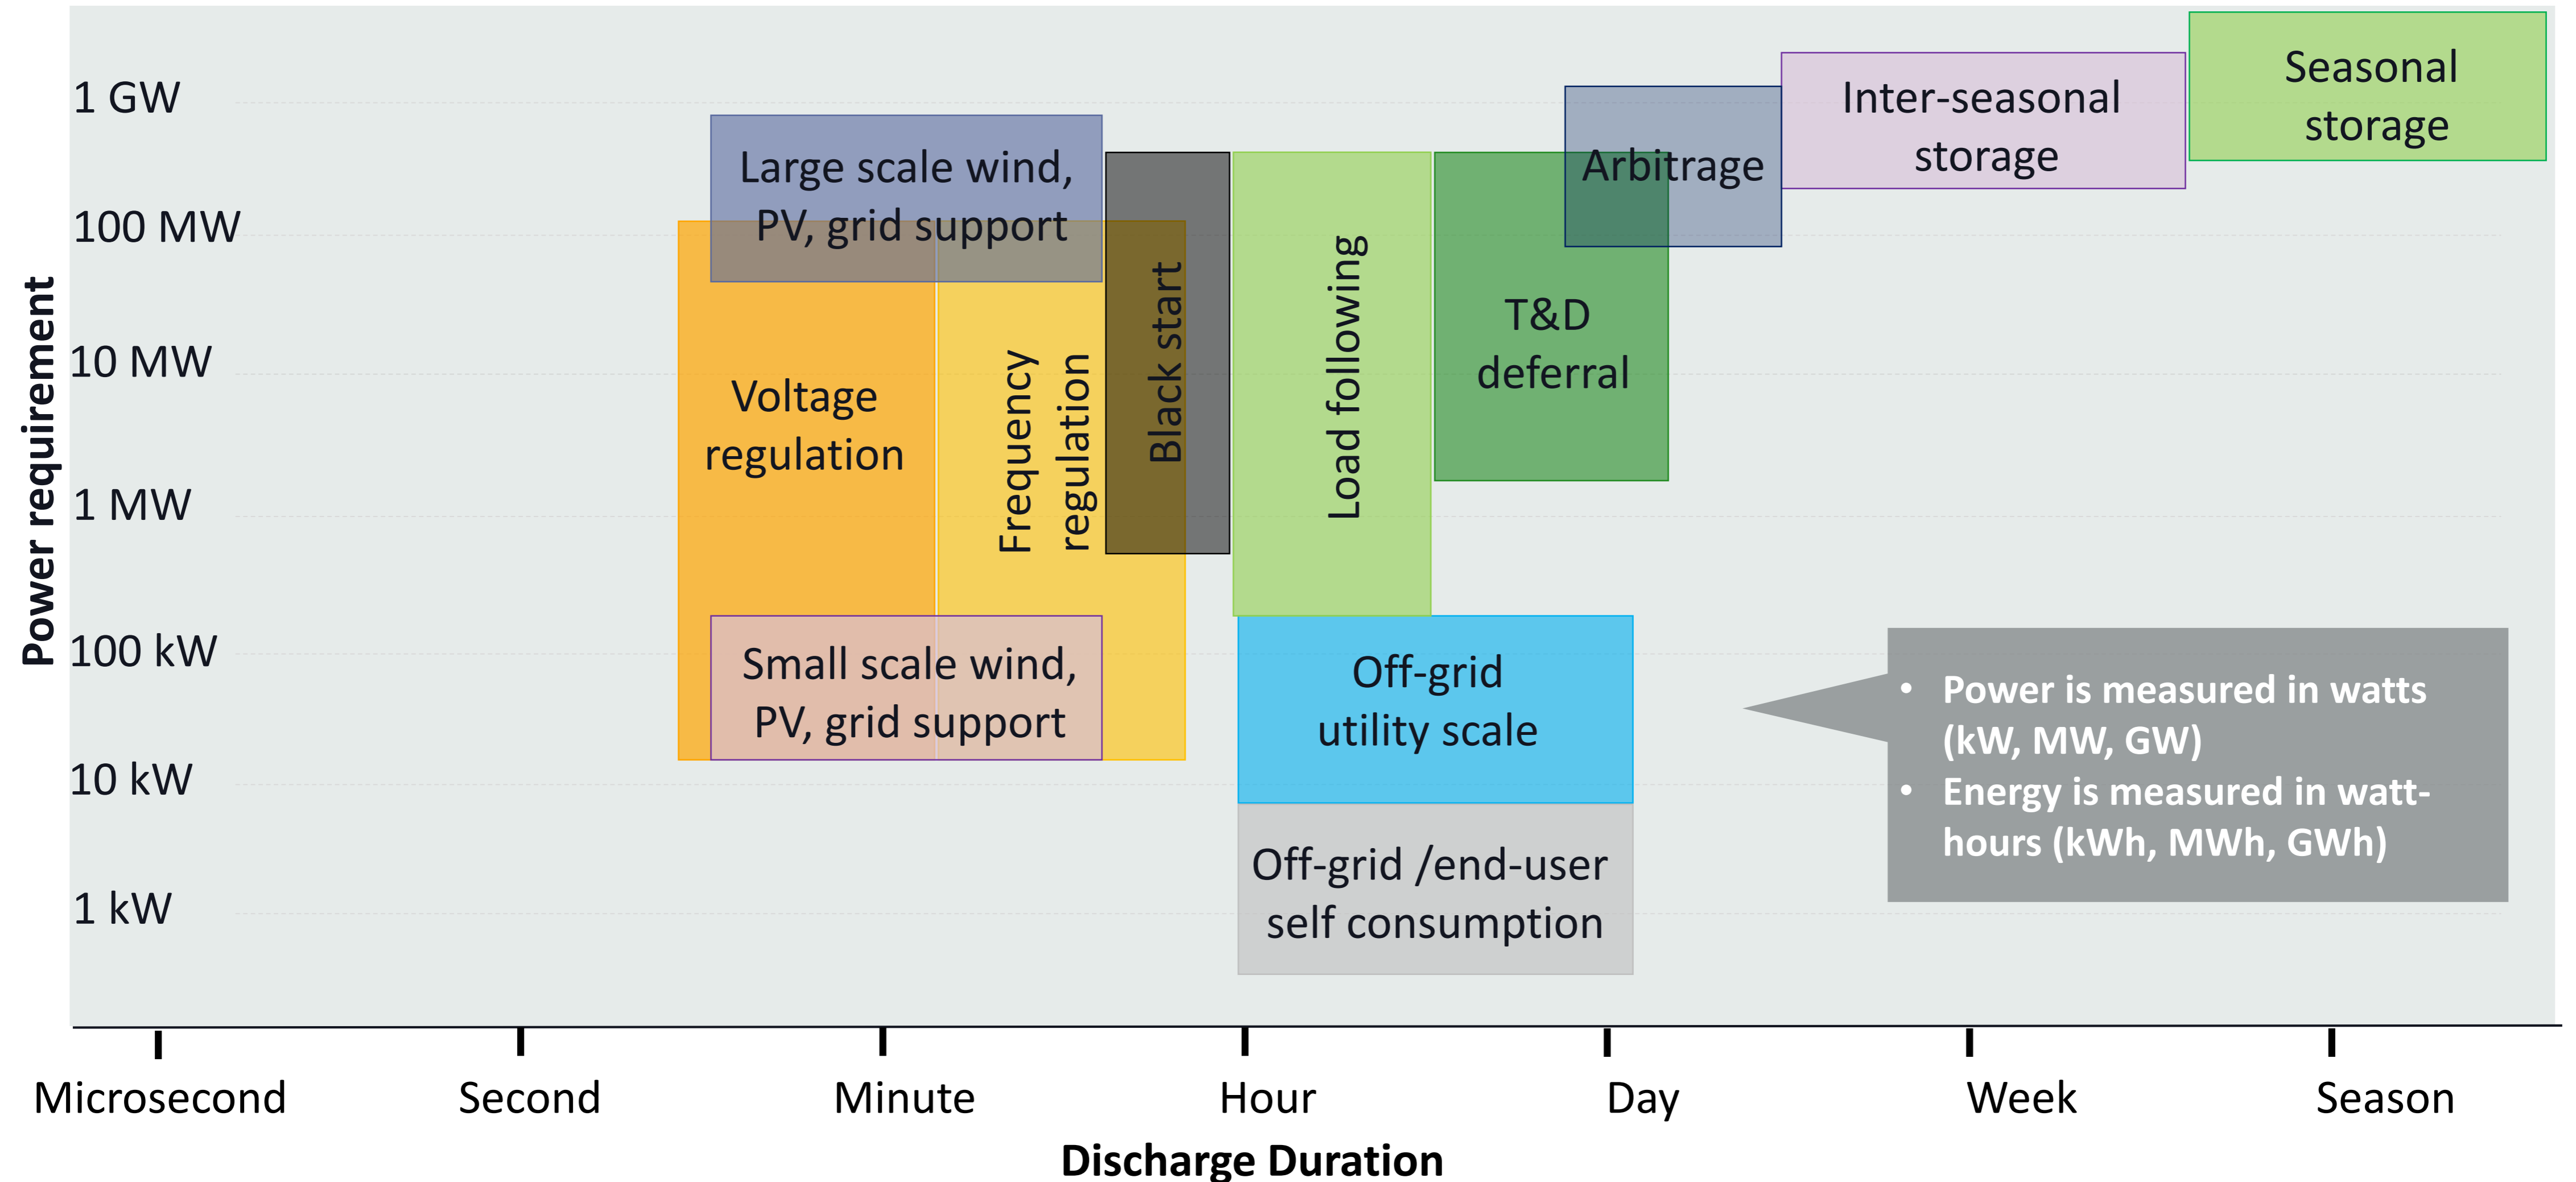 Power requirement
1 GW
100 MW
10 MW
1 MW
100 kW
10 kW
1 kW
Large scale wind,
PV, grid support
Voltage
regulation
Frequency
regulation
Small scale wind,
PV, grid support
Black start
Load following
T&D
deferral
Arbitrage
Inter-seasonal
storage
Seasonal
storage
Off-grid
utility scale
Off-grid /end-user
self consumption
• Power is measured in watts
(kW, MW, GW)
• Energy is measured in watt-
hours (kWh, MWh, GWh)
Microsecond
Second
Minute
Hour
Day
Week
Season
Discharge Duration